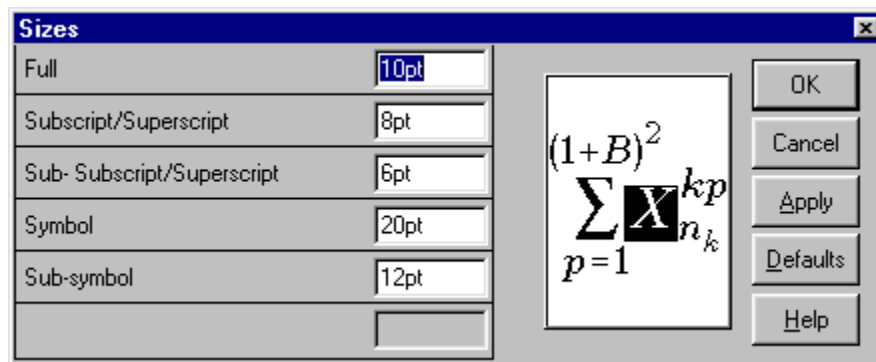 Sizes
Full 10pt
Subscript/Superscript 8pt
Sub- Subscript/Superscript 6pt
Symbol 20pt
Sub-symbol 12pt
(1+B)²
∑ X kp
n k
p=1
OK
Cancel
Apply
Defaults
Help